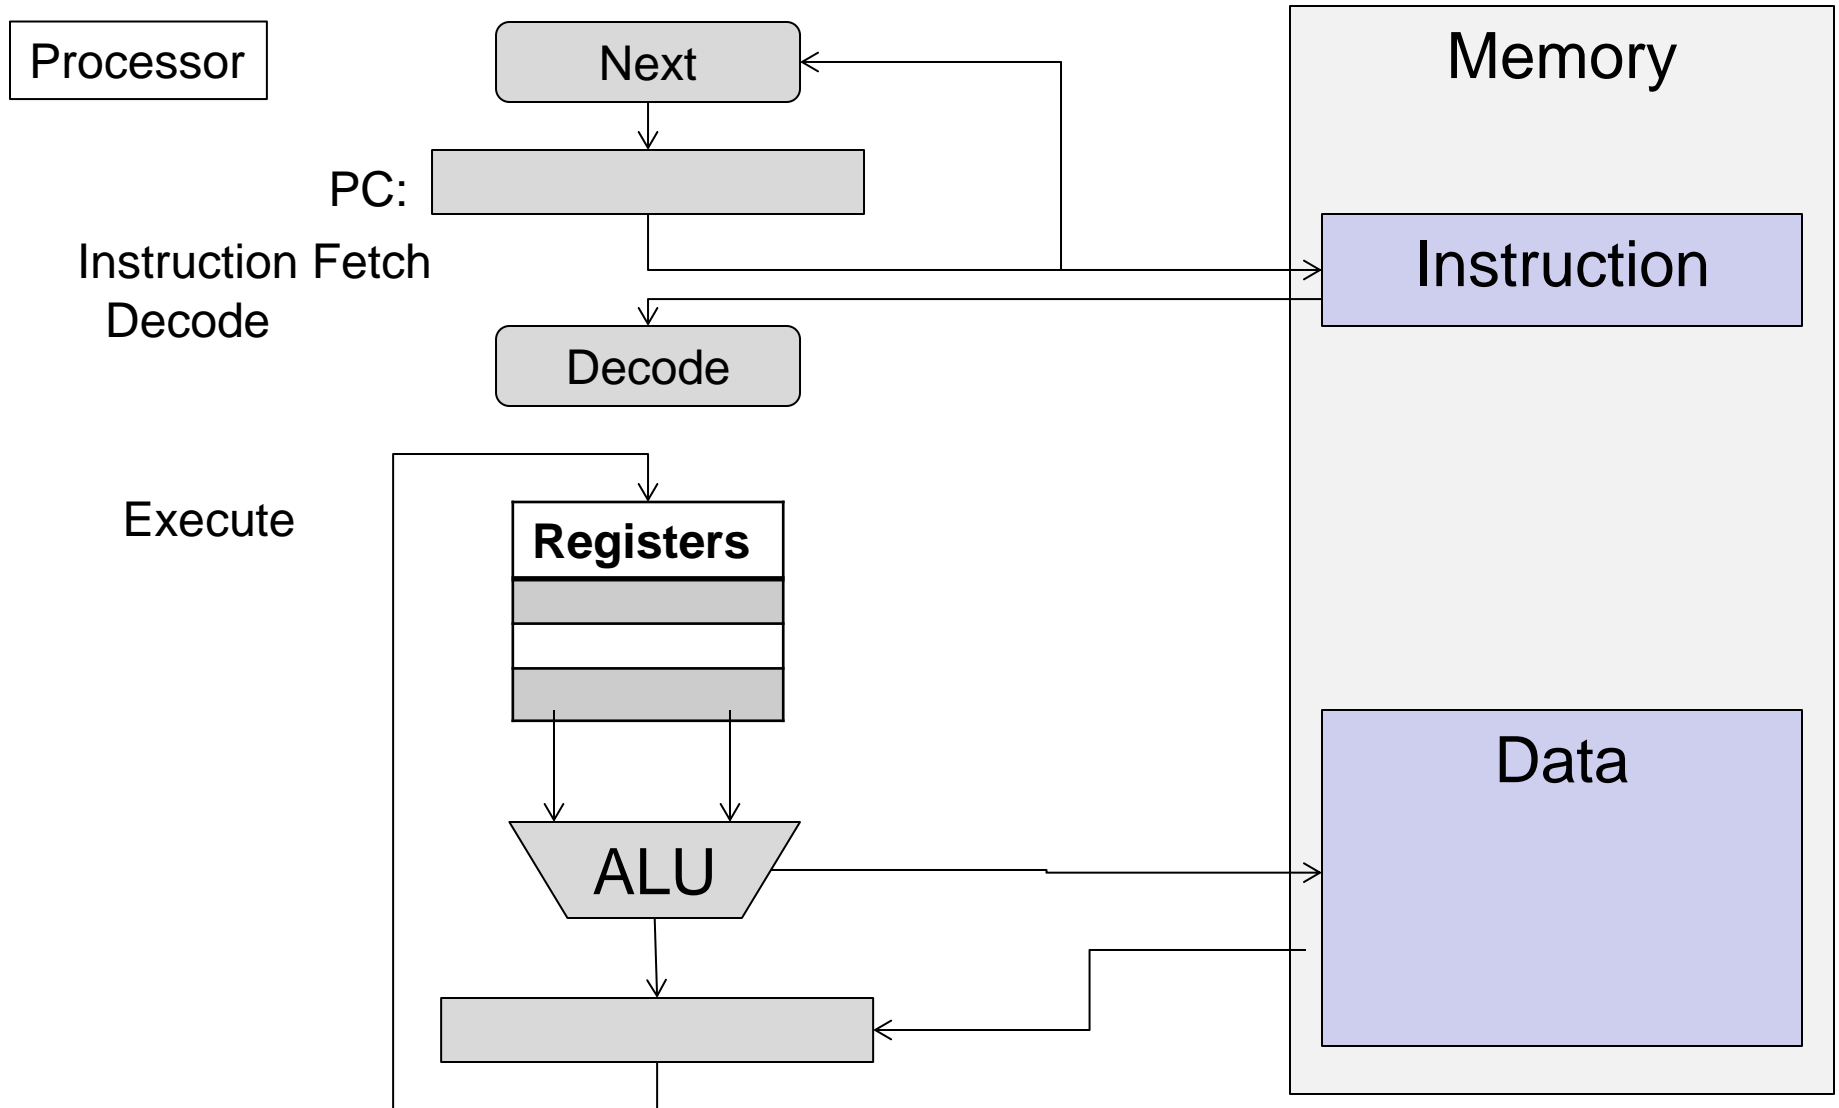 Processor
Next
Memory
PC:
Instruction Fetch
Instruction
Decode
Decode
Execute
Registers
Data
ALU